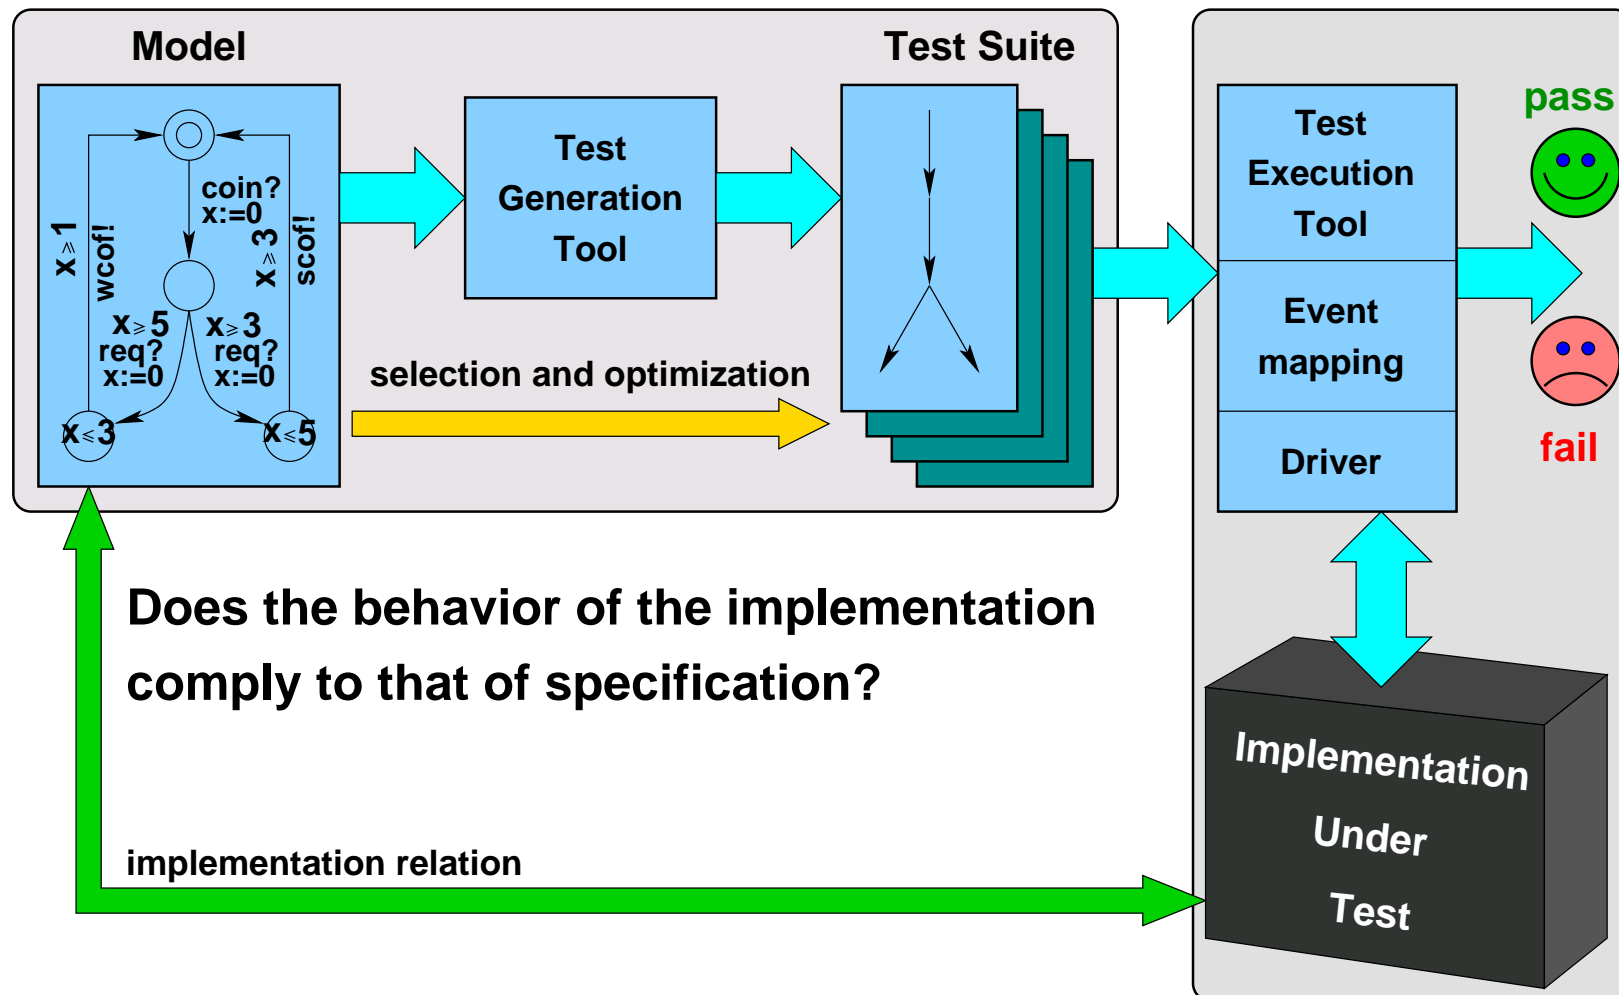 Model
Test Suite
coin?
x:=0
x⩾1
wcof!
x⩾3
scof!
x⩾5
req?
x:=0
x⩾3
req?
x:=0
x⩽3
x⩽5
Test
Generation
Tool
selection and optimization
Test
Execution
Tool
Event
mapping
Driver
pass
fail
Does the behavior of the implementation
comply to that of specification?
implementation relation
Implementation
Under
Test